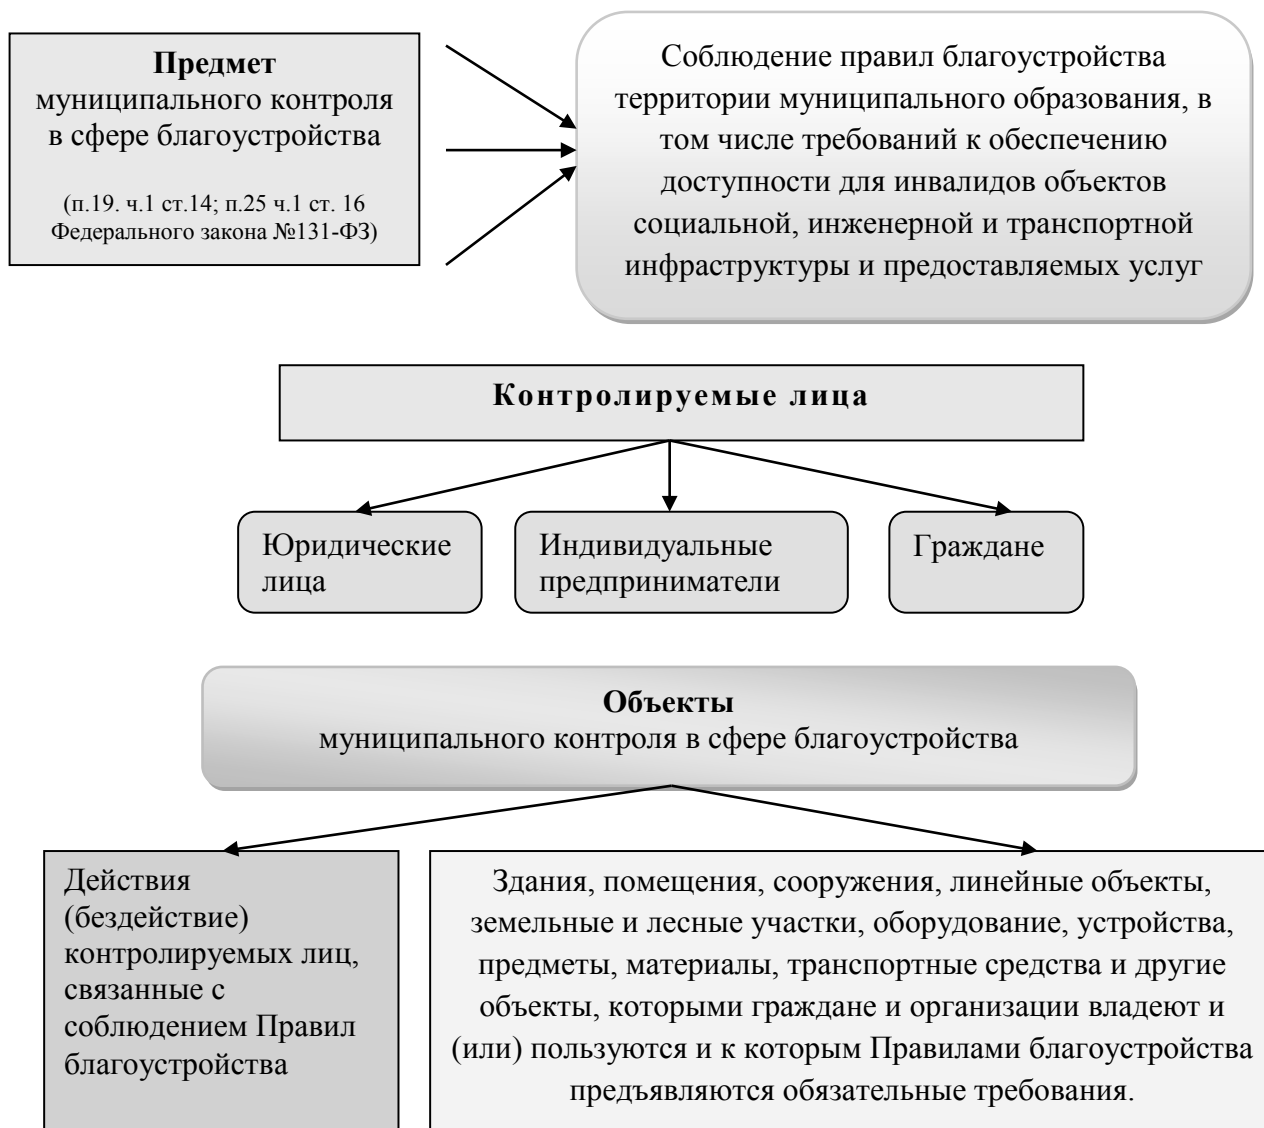 Предмет
муниципального контроля
в сфере благоустройства
(п.19. ч.1 ст.14; п.25 ч.1 ст. 16
Федерального закона №131-ФЗ)
Соблюдение правил благоустройства
территории муниципального образования, в
том числе требований к обеспечению
доступности для инвалидов объектов
социальной, инженерной и транспортной
инфраструктуры и предоставляемых услуг
Контролируемые лица
Юридические
лица
Индивидуальные
предприниматели
Граждане
Объекты
муниципального контроля в сфере благоустройства
Действия
(бездействие)
контролируемых лиц,
связанные с
соблюдением Правил
благоустройства
Здания, помещения, сооружения, линейные объекты,
земельные и лесные участки, оборудование, устройства,
предметы, материалы, транспортные средства и другие
объекты, которыми граждане и организации владеют и
(или) пользуются и к которым Правилами благоустройства
предъявляются обязательные требования.